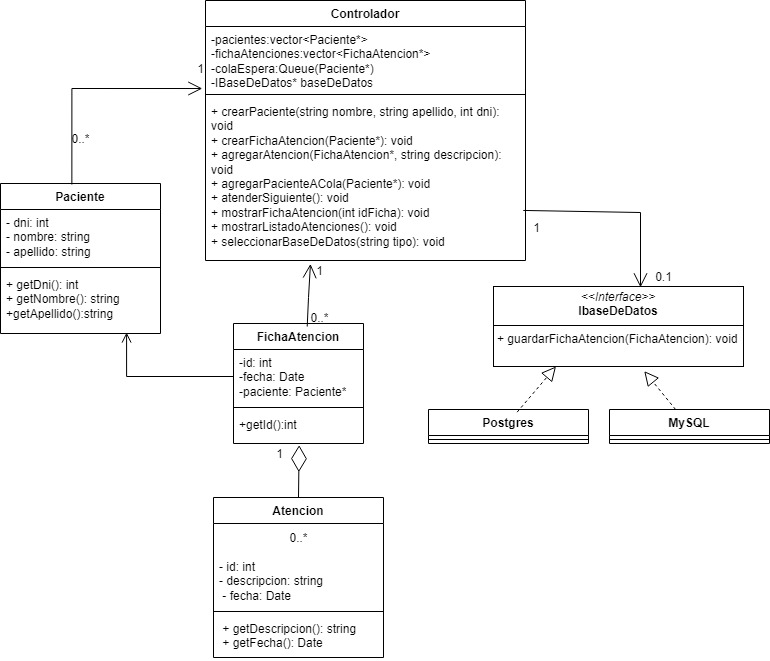 Controlador
-pacientes:vector<Paciente*>
-fichaAtenciones:vector<FichaAtencion*>
-colaEspera:Queue(Paciente*)
-IBaseDeDatos* baseDeDatos
+ crearPaciente(string nombre, string apellido, int dni):
void
+ crearFichaAtencion(Paciente*): void
+ agregarAtencion(FichaAtencion*, string descripcion):
void
+ agregarPacienteACola(Paciente*): void
+ atenderSiguiente(): void
+ mostrarFichaAtencion(int idFicha): void
+ mostrarListadoAtenciones(): void
+ seleccionarBaseDeDatos(string tipo): void
1
0..*
Paciente
- dni: int
- nombre: string
- apellido: string
+ getDni(): int
+ getNombre(): string
+getApellido():string
1
0.1
<<Interface>>
IbaseDeDatos
+ guardarFichaAtencion(FichaAtencion): void
1
0..*
FichaAtencion
-id: int
-fecha: Date
-paciente: Paciente*
+getId():int
Postgres
MySQL
1
Atencion
0..*
- id: int
- descripcion: string
- fecha: Date
+ getDescripcion(): string
+ getFecha(): Date